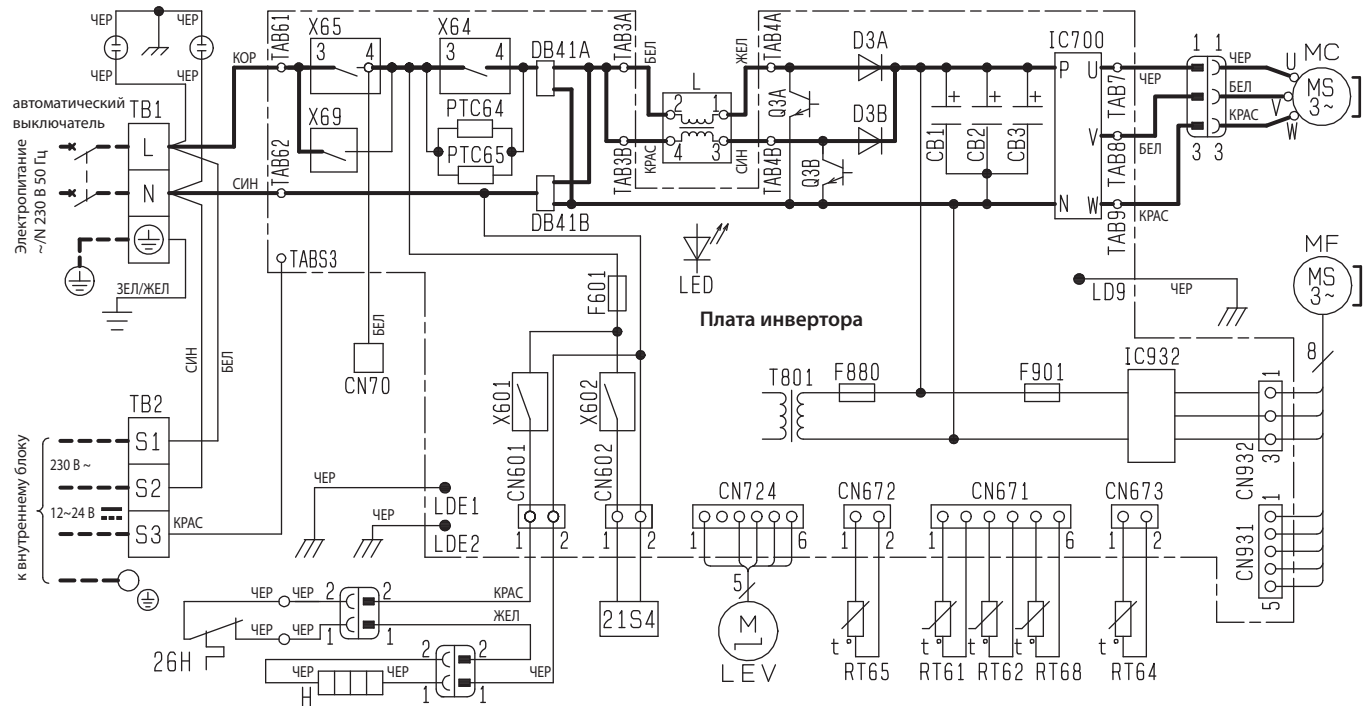 ЧЕР
ЧЕР
ЧЕР
ЧЕР
автоматический
выключатель
TB1
Электропитание
~/N 230 В 50 Гц
L
N
КОР
СИН
ЗЕЛ/ЖЕЛ
СИН
БЕЛ
TAB61
TAB62
TABS3
X65
3 4
X69
X64
3 4
PTC64
PTC65
DB41A
DB41B
TAB3A
TAB3B
БЕЛ
КРАС
L
2 1
4 3
ЖЕЛ
СИН
TAB4A
TAB4B
Q3A
Q3B
D3A
D3B
CB1
CB2
CB3
IC700
P U
V
N W
TAB7
TAB8
TAB9
ЧЕР
БЕЛ
КРАС
1 1
3 3
ЧЕР
БЕЛ
КРАС
U
V
W
MC
MS
3~
MF
MS
3~
8
LED
Плата инвертора
LD9
ЧЕР
БЕЛ
CN70
F601
X601
X602
T801
F880
F901
IC932
1
3
CN932
1
5
CN931
TB2
к внутреннему блоку
230 В ~
12~24 В
S1
S2
S3
КРАС
ЧЕР
LDE1
ЧЕР
LDE2
CN601
1 2
CN602
1 2
CN724
1 6
CN672
1 2
CN671
1 6
CN673
1 2
26H
ЧЕР
ЧЕР
ЧЕР
ЧЕР
2 2
1 1
КРАС
ЖЕЛ
ЧЕР
ЧЕР
ЧЕР
H
2 2
1 1
21S4
5
M
LEV
t°
RT65
t°
RT61
t°
RT62
t°
RT68
t°
RT64